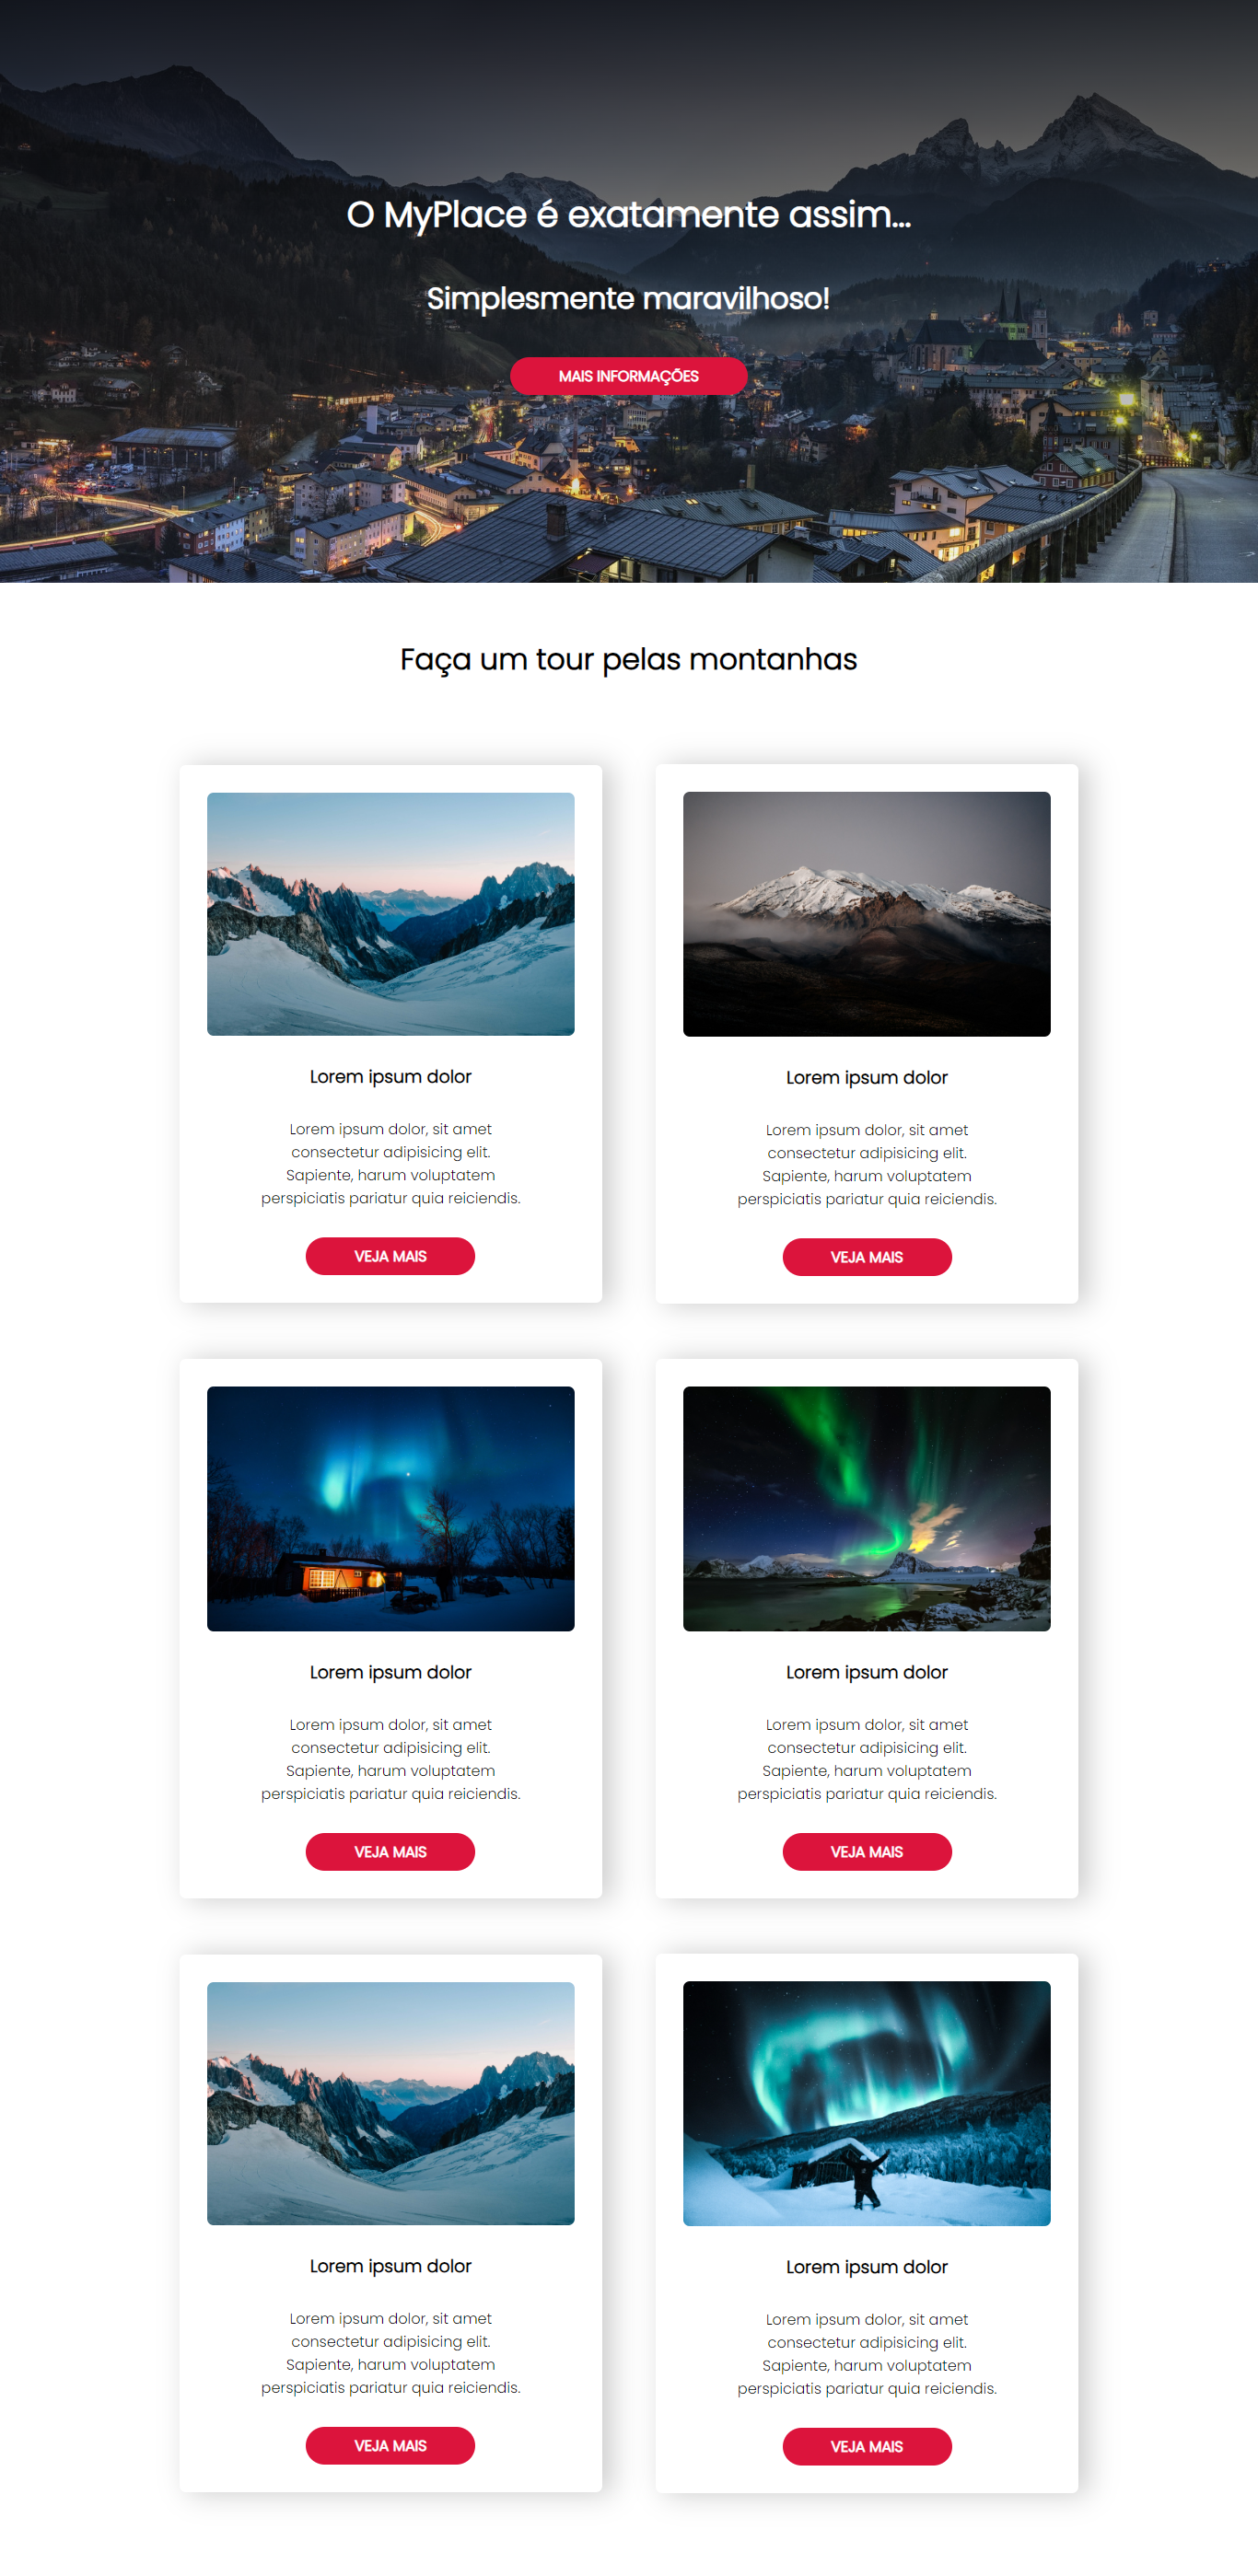 O MyPlace é exatamente assim...
Simplesmente maravilhoso!
MAIS INFORMAÇÕES
Faça um tour pelas montanhas
Lorem ipsum dolor
Lorem ipsum dolor, sit amet
consectetur adipisicing elit.
Sapiente, harum voluptatem
perspiciatis pariatur quia reiciendis.
VEJA MAIS
Lorem ipsum dolor
Lorem ipsum dolor, sit amet
consectetur adipisicing elit.
Sapiente, harum voluptatem
perspiciatis pariatur quia reiciendis.
VEJA MAIS
Lorem ipsum dolor
Lorem ipsum dolor, sit amet
consectetur adipisicing elit.
Sapiente, harum voluptatem
perspiciatis pariatur quia reiciendis.
VEJA MAIS
Lorem ipsum dolor
Lorem ipsum dolor, sit amet
consectetur adipisicing elit.
Sapiente, harum voluptatem
perspiciatis pariatur quia reiciendis.
VEJA MAIS
Lorem ipsum dolor
Lorem ipsum dolor, sit amet
consectetur adipisicing elit.
Sapiente, harum voluptatem
perspiciatis pariatur quia reiciendis.
VEJA MAIS
Lorem ipsum dolor
Lorem ipsum dolor, sit amet
consectetur adipisicing elit.
Sapiente, harum voluptatem
perspiciatis pariatur quia reiciendis.
VEJA MAIS